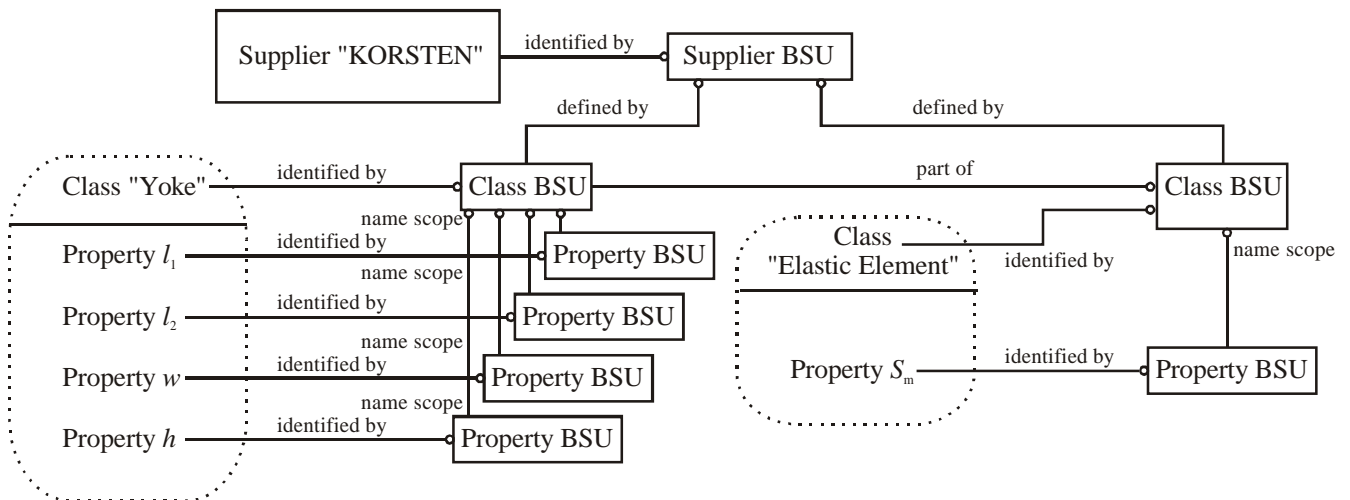 Supplier "KORSTEN"
identified by
Supplier BSU
defined by
defined by
Class "Yoke"
identified by
Class BSU
part of
Class BSU
name scope
Property l₁
identified by
Property BSU
name scope
Property l₂
identified by
Property BSU
name scope
Property w
identified by
Property BSU
name scope
Property h
identified by
Property BSU
Class
"Elastic Element"
identified by
name scope
Property Sₘ
identified by
Property BSU